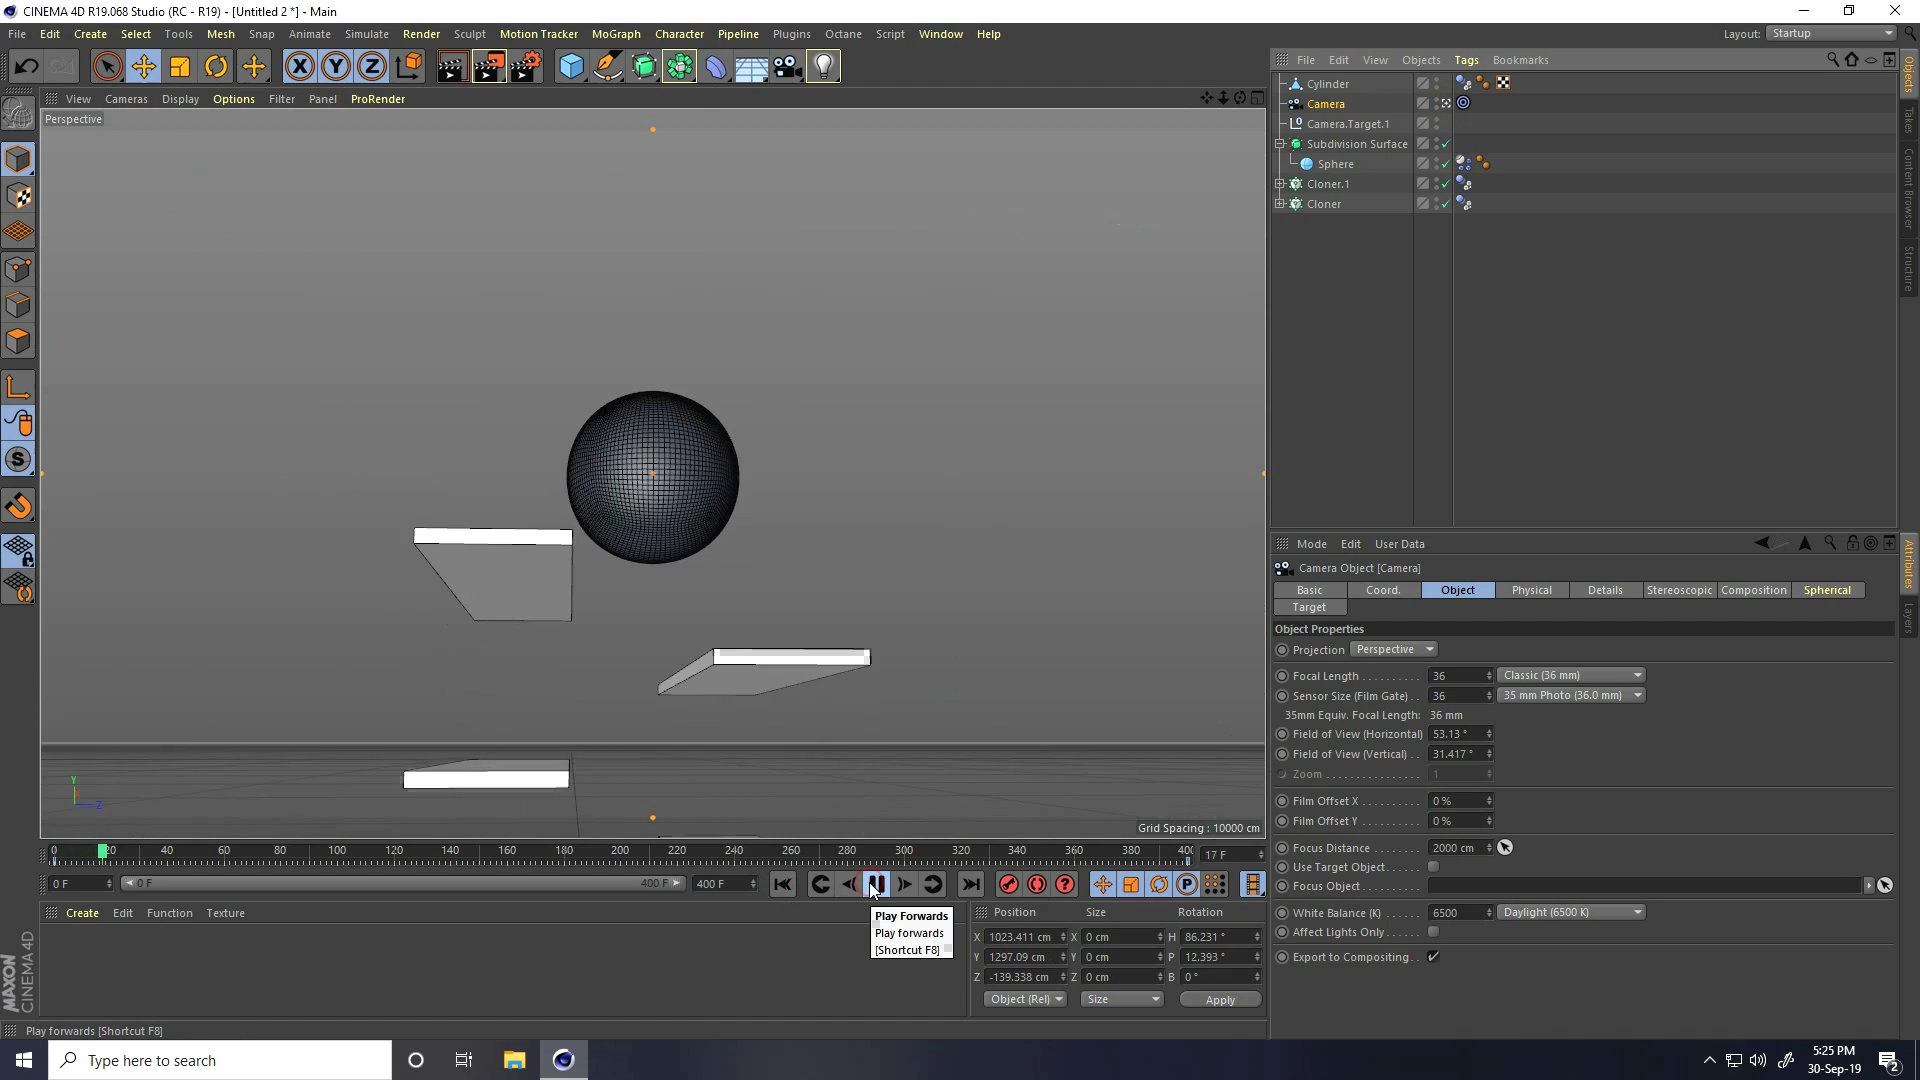 CINEMA 4D R19.068 Studio (RC - R19) - [Untitled 2 *] - Main
File Edit Create Select Tools Mesh Snap Animate Simulate Render Sculpt Motion Tracker MoGraph Character Pipeline Plugins Octane Script Window Help
Layout: Startup
File Edit View Objects Tags Bookmarks
Cylinder
Camera
Camera.Target.1
Subdivision Surface
Sphere
Cloner.1
Cloner
Objects
Takes
Content Browser
Structure
View Cameras Display Options Filter Panel ProRender
Perspective
Grid Spacing : 10000 cm
Mode Edit User Data
Camera Object [Camera]
Basic Coord. Object Physical Details Stereoscopic Composition Spherical
Target
Object Properties
Projection Perspective
Focal Length . . . . . . . . . . 36 Classic (36 mm)
Sensor Size (Film Gate) . . 36 35 mm Photo (36.0 mm)
35mm Equiv. Focal Length: 36 mm
Field of View (Horizontal) 53.13 °
Field of View (Vertical) . . 31.417 °
Zoom . . . . . . . . . . . . . . . 1
Film Offset X . . . . . . . . . 0 %
Film Offset Y . . . . . . . . . 0 %
Focus Distance . . . . . . . . 2000 cm
Use Target Object . . . . . .
Focus Object . . . . . . . . . .
White Balance (K) . . . . . . 6500 Daylight (6500 K)
Affect Lights Only . . . . . .
Export to Compositing . .
Attributes
Layers
0 20 40 60 80 100 120 140 160 180 200 220 240 260 280 300 320 340 360 380 400 17 F
0 F 0 F 400 F 400 F
Create Edit Function Texture
Play Forwards
Play forwards
[Shortcut F8]
Position Size Rotation
X 1023.411 cm X 0 cm H 86.231 °
Y 1297.09 cm Y 0 cm P 12.393 °
Z -139.338 cm Z 0 cm B 0 °
Object (Rel) Size Apply
MAXON
CINEMA 4D
Play forwards [Shortcut F8]
Type here to search
5:25 PM
30-Sep-19
2